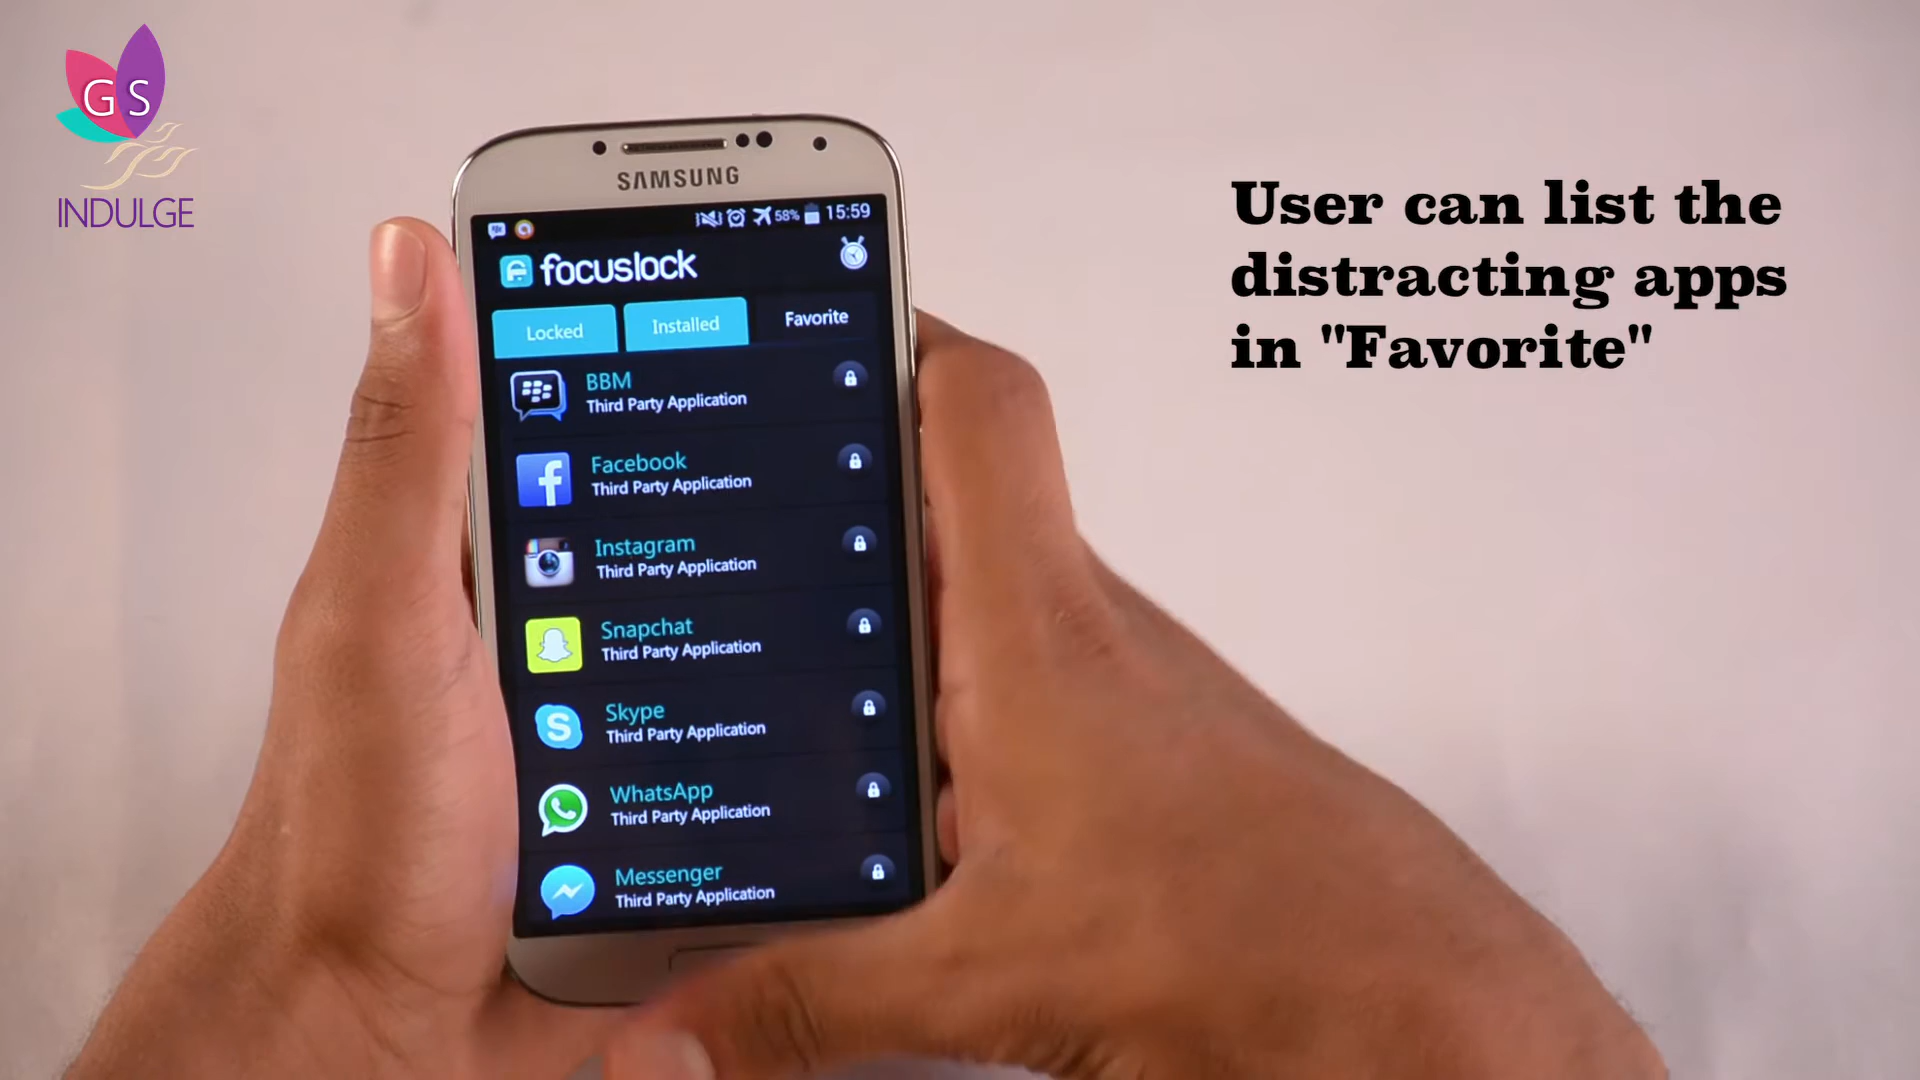 GS
INDULGE
SAMSUNG
58% 15:59
focuslock
Locked Installed Favorite
BBM
Third Party Application
Facebook
Third Party Application
Instagram
Third Party Application
Snapchat
Third Party Application
Skype
Third Party Application
WhatsApp
Third Party Application
Messenger
Third Party Application
User can list the
distracting apps
in "Favorite"